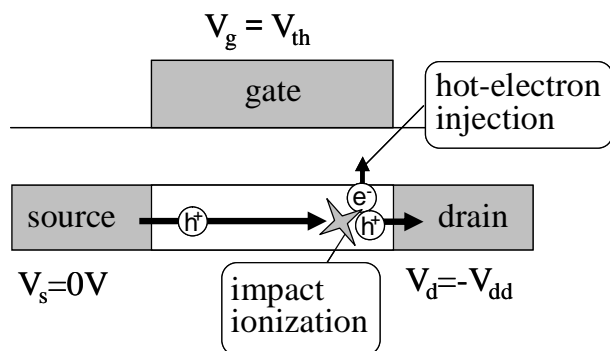 V_g = V_th
gate
hot-electron
injection
e⁻
source
h⁺
h⁺
drain
V_s=0V
impact
ionization
V_d=-V_dd